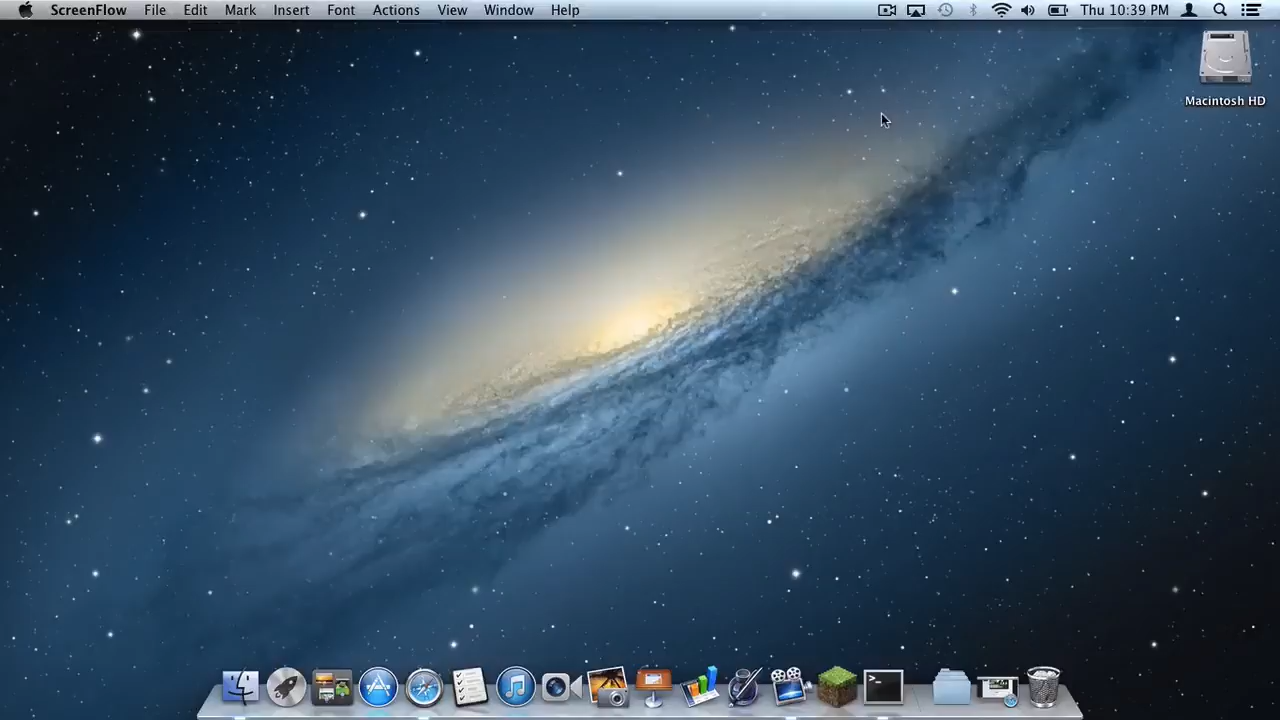 ScreenFlow File Edit Mark Insert Font Actions View Window Help Thu 10:39 PM
Macintosh HD
>_